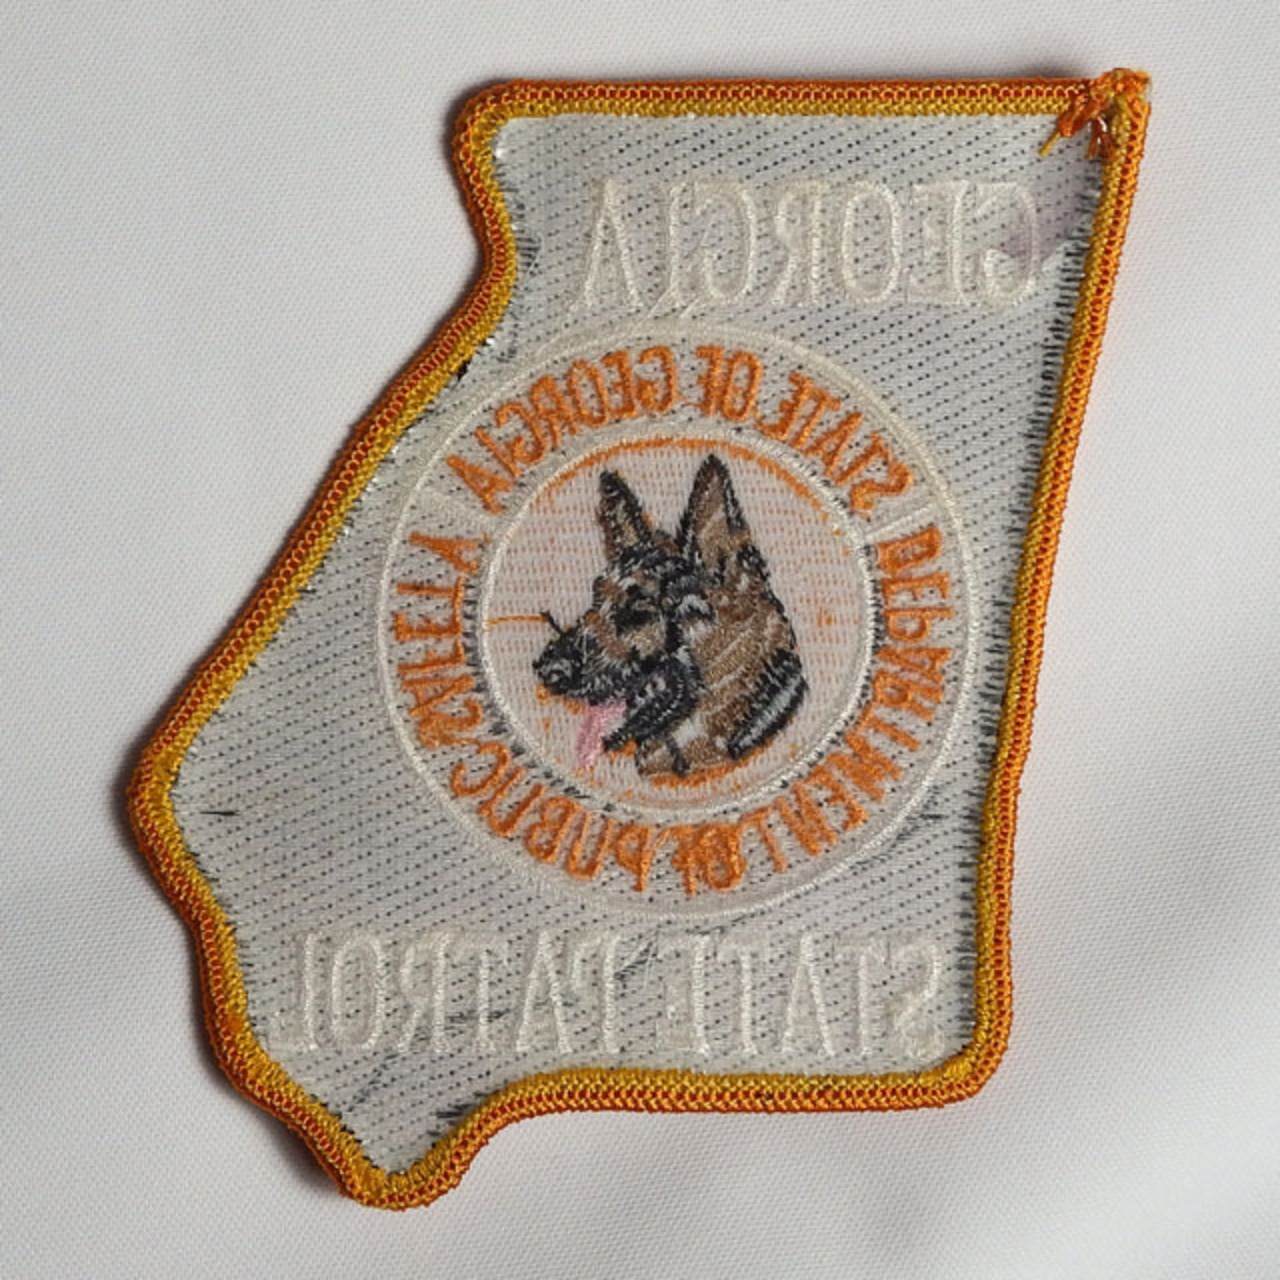 GEORGIA
STATE OF GEORGIA
DEPARTMENT OF PUBLIC SAFETY
STATE PATROL